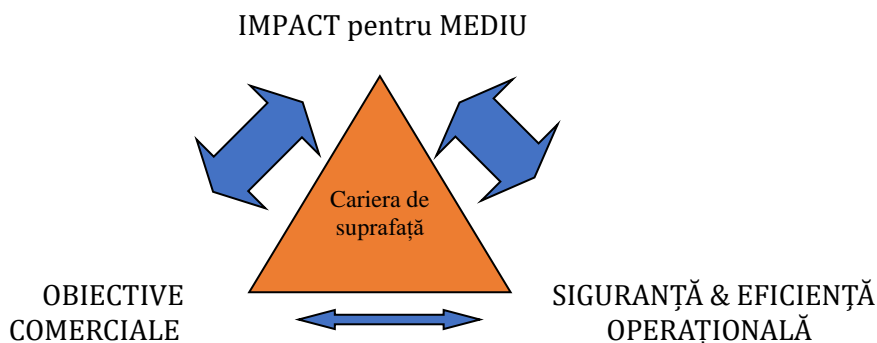 IMPACT pentru MEDIU
Cariera de
suprafață
OBIECTIVE
COMERCIALE
SIGURANȚĂ & EFICIENȚĂ
OPERAȚIONALĂ